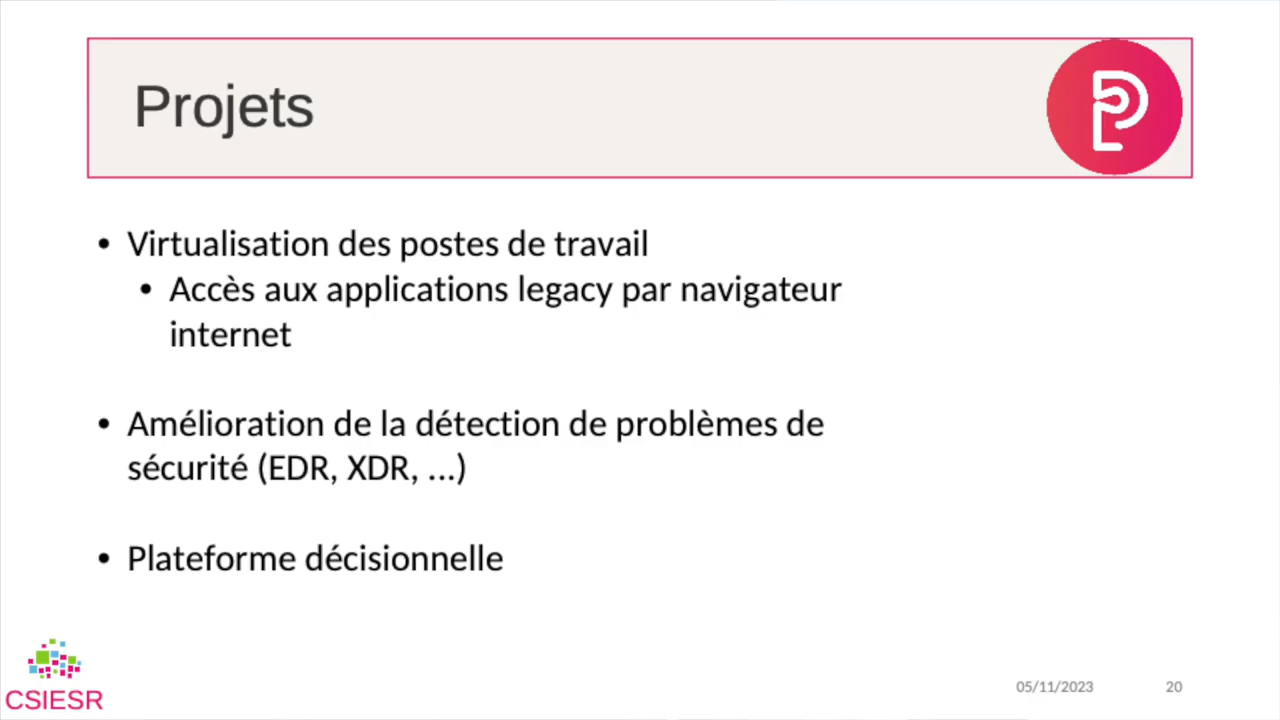 Projets
• Virtualisation des postes de travail
• Accès aux applications legacy par navigateur
internet
• Amélioration de la détection de problèmes de
sécurité (EDR, XDR, ...)
• Plateforme décisionnelle
CSIESR
05/11/2023
20